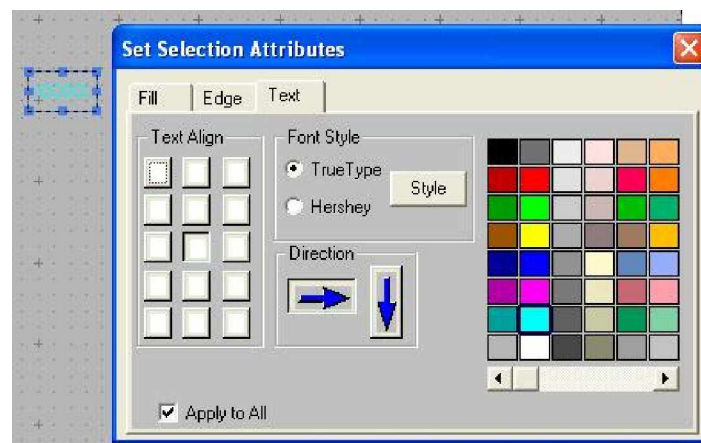 Set Selection Attributes
Fill
Edge
Text
Text Align
Font Style
TrueType
Hershey
Style
Direction
Apply to All